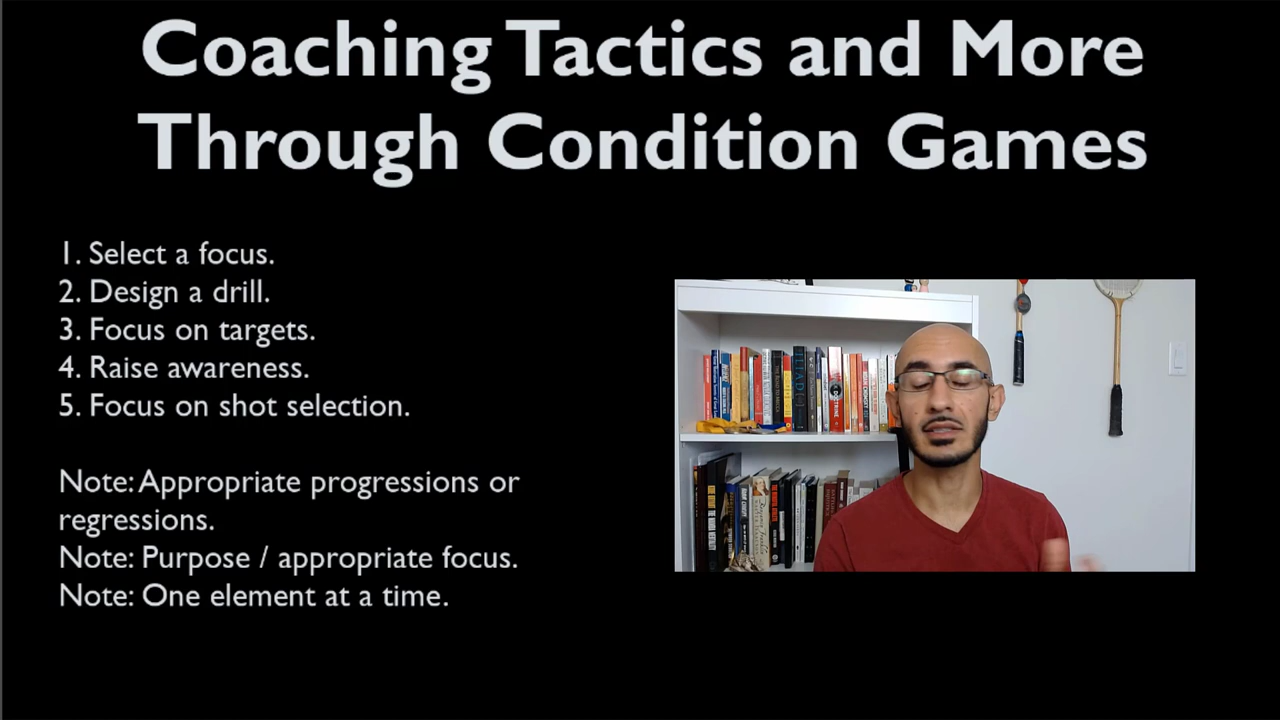 Coaching Tactics and More
Through Condition Games
1. Select a focus.
2. Design a drill.
3. Focus on targets.
4. Raise awareness.
5. Focus on shot selection.
Note: Appropriate progressions or
regressions.
Note: Purpose / appropriate focus.
Note: One element at a time.